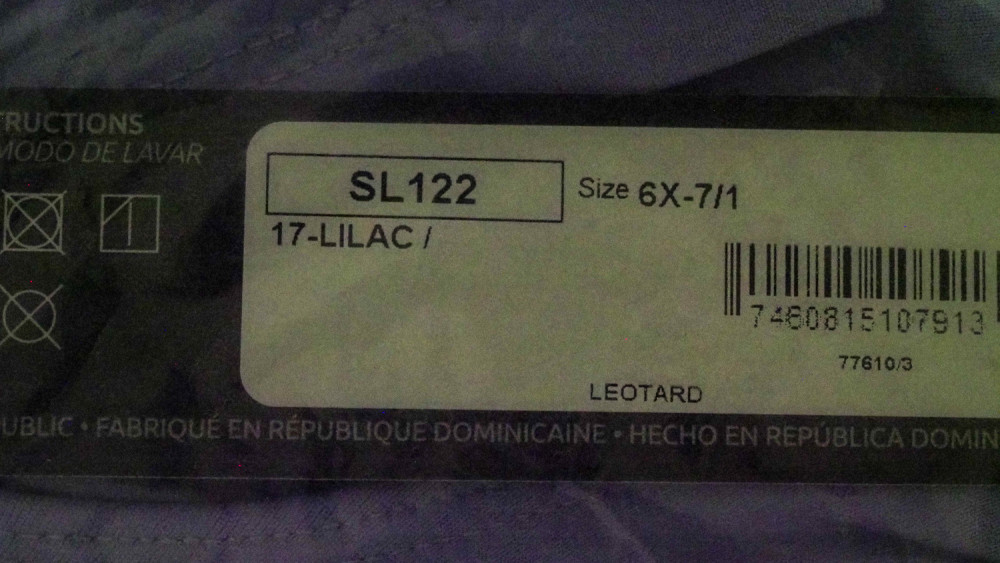 RUCTIONS
MODO DE LAVAR
SL122
Size 6X-7/1
17-LILAC /
7460815107913
77610/3
LEOTARD
UBLIC • FABRIQUÉ EN RÉPUBLIQUE DOMINICAINE • HECHO EN REPÚBLICA DOMIN